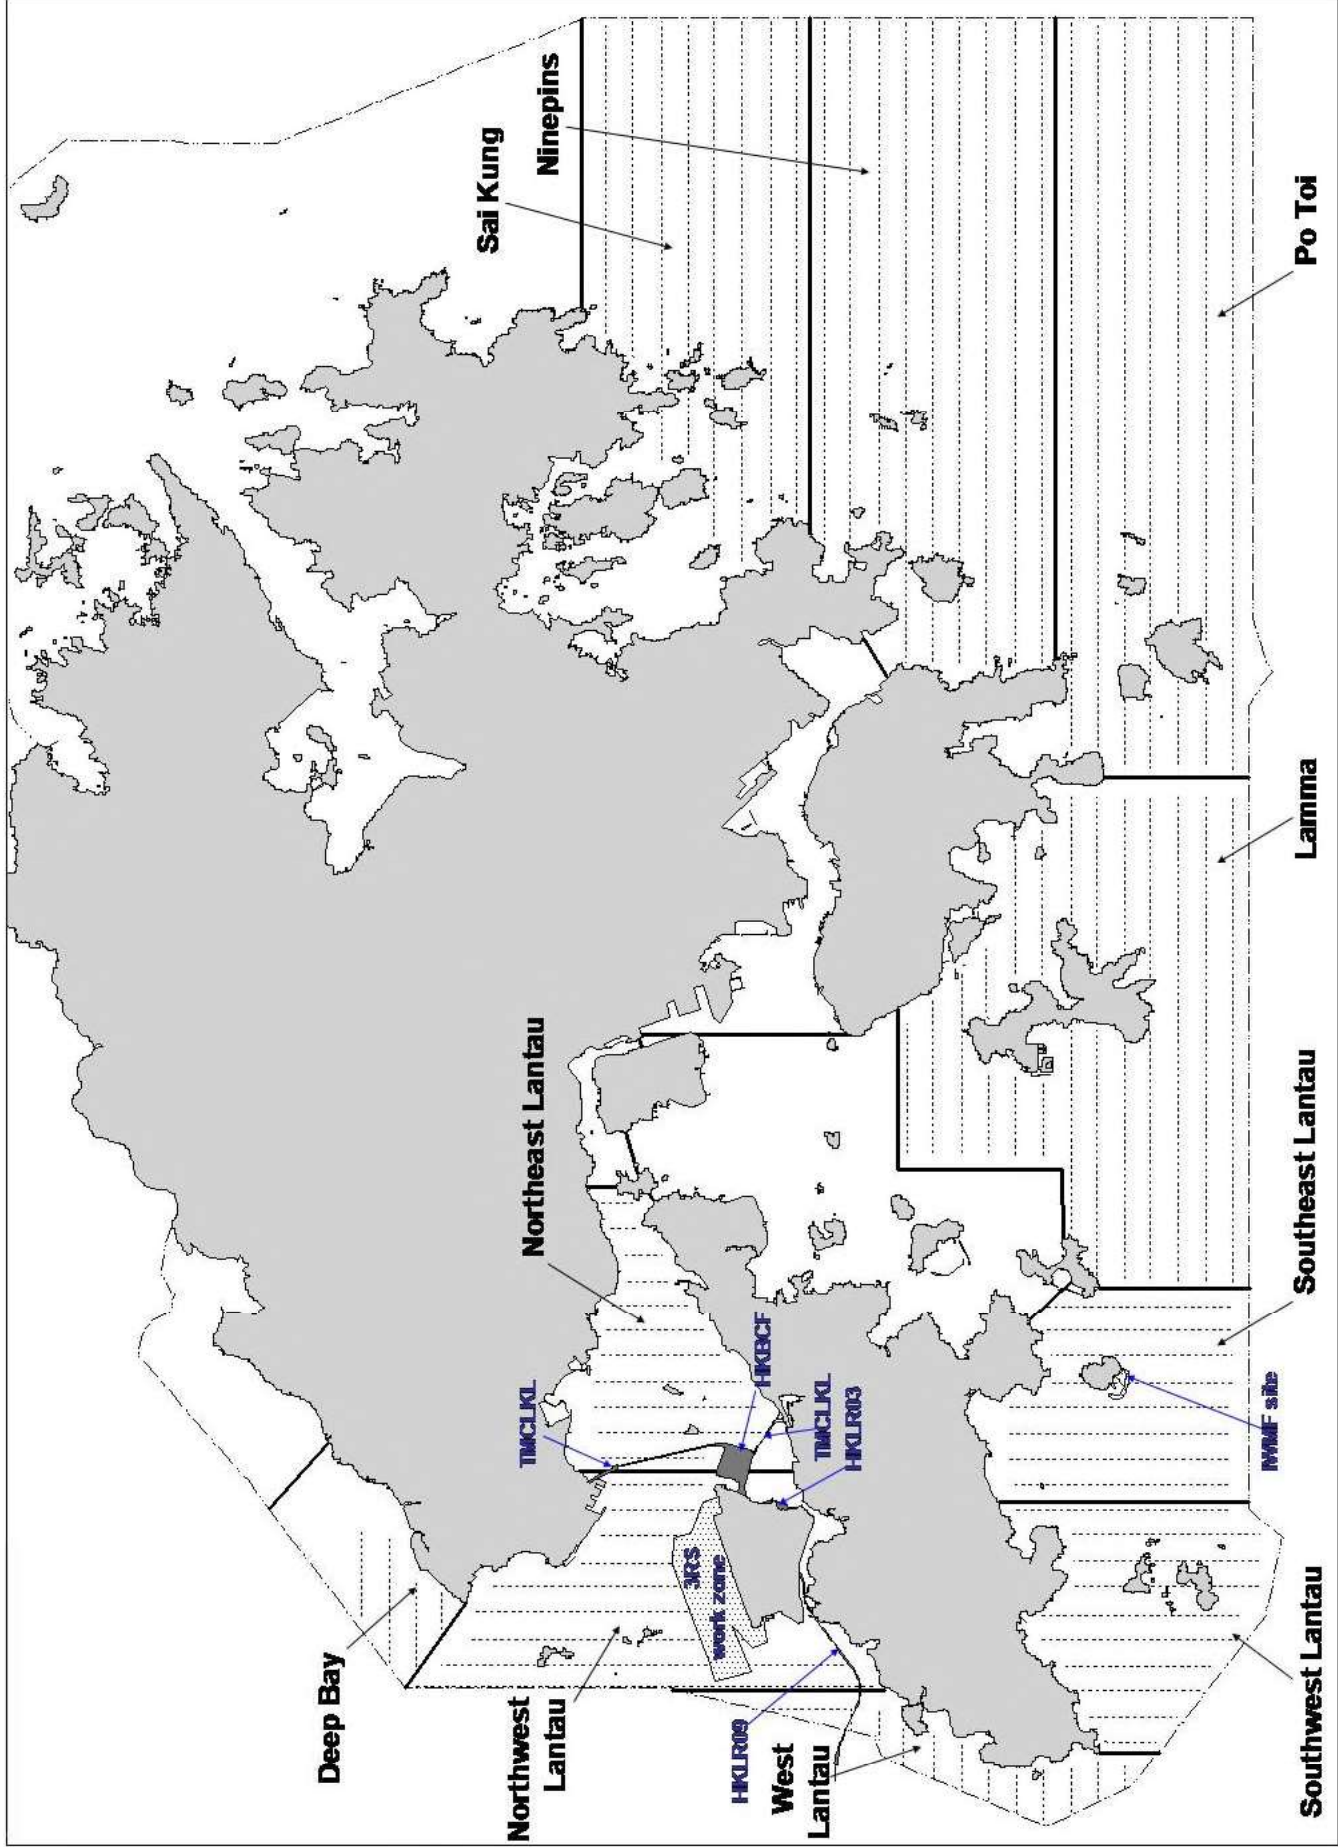 Deep Bay
Northwest
Lantau
HKLR09
West
Lantau
Southwest Lantau
3RS
work zone
TMCLKL
HKBCF
TMCLKL
HKLR03
IWMF site
Northeast Lantau
Southeast Lantau
Lamma
Sai Kung
Ninepins
Po Toi